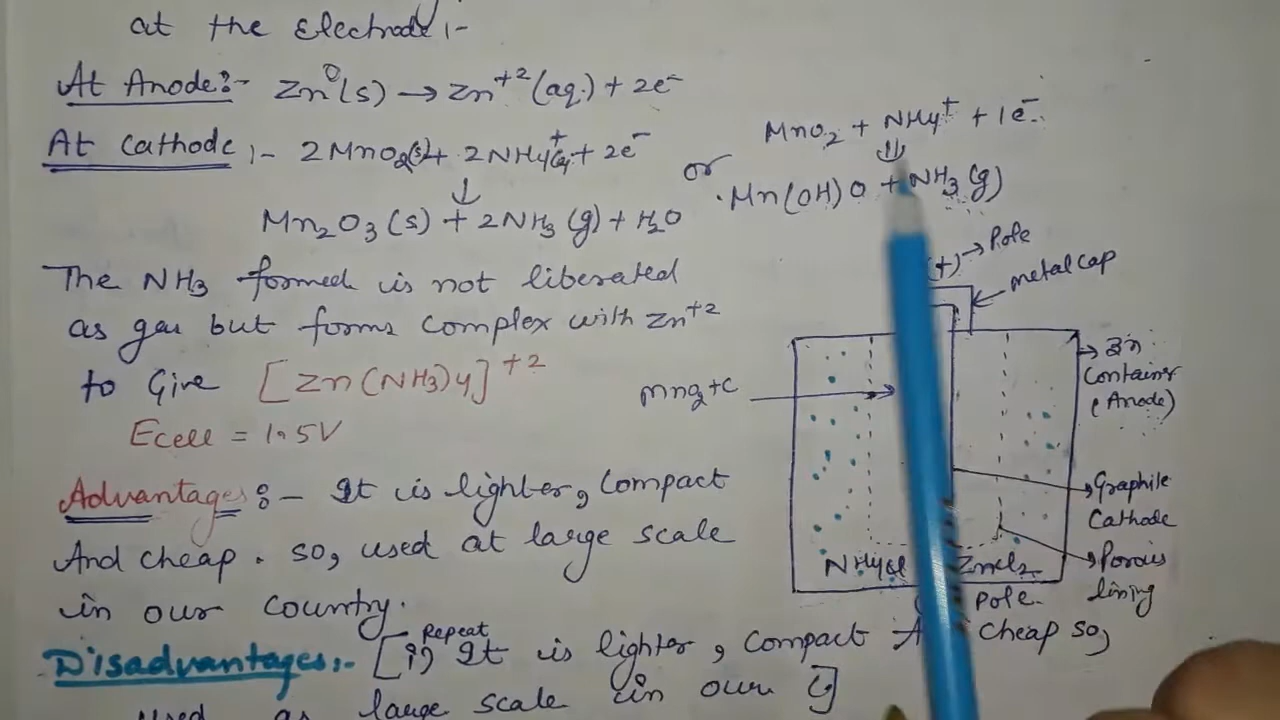 at the Electrode :-
At Anode :- Zn⁰(s) → Zn⁺²(aq.) + 2e⁻
At Cathode :- 2MnO₂(s) + 2NH₄⁺(aq) + 2e⁻
↓
Mn₂O₃(s) + 2NH₃(g) + H₂O
or
MnO₂ + NH₄⁺ + 1e⁻
⇓
Mn(OH)O + NH₃(g)
The NH₃ formed is not liberated
as gas but forms complex with Zn⁺²
to Give [Zn(NH₃)4]⁺²
Ecell = 1.5V
Advantages :- It is lighter, Compact
And cheap. so, used at large scale
in our country.
(+) → Pole
metal cap
Zn
Container
(Anode)
MnO₂+C
Graphite
Cathode
Porous
lining
NH₄Cl ZnCl₂
Pole
Repeat
Disadvantages :- [i) It is lighter, compact cheap so,
used as large scale in our